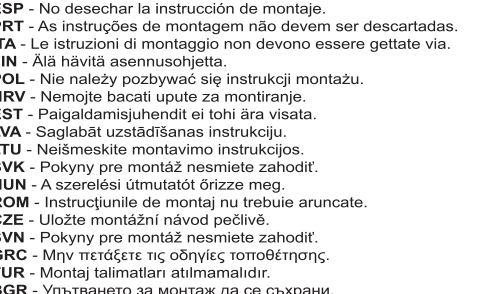 ESP - No desechar la instrucción de montaje.
PRT - As instruções de montagem não devem ser descartadas.
ITA - Le istruzioni di montaggio non devono essere gettate via.
FIN - Älä hävitä asennusohjetta.
POL - Nie należy pozbywać się instrukcji montażu.
HRV - Nemojte bacati upute za montiranje.
EST - Paigaldamisjuhendit ei tohi ära visata.
LVA - Saglabāt uzstādīšanas instrukciju.
LTU - Neišmeskite montavimo instrukcijos.
SVK - Pokyny pre montáž nesmiete zahodiť.
HUN - A szerelési útmutatót őrizze meg.
ROM - Instrucţiunile de montaj nu trebuie aruncate.
CZE - Uložte montážní návod pečlivě.
SVN - Pokyny pre montáž nesmiete zahodiť.
GRC - Μην πετάξετε τις οδηγίες τοποθέτησης.
TUR - Montaj talimatları atılmamalıdır.
BGR - Упътването за монтаж да се съхрани.